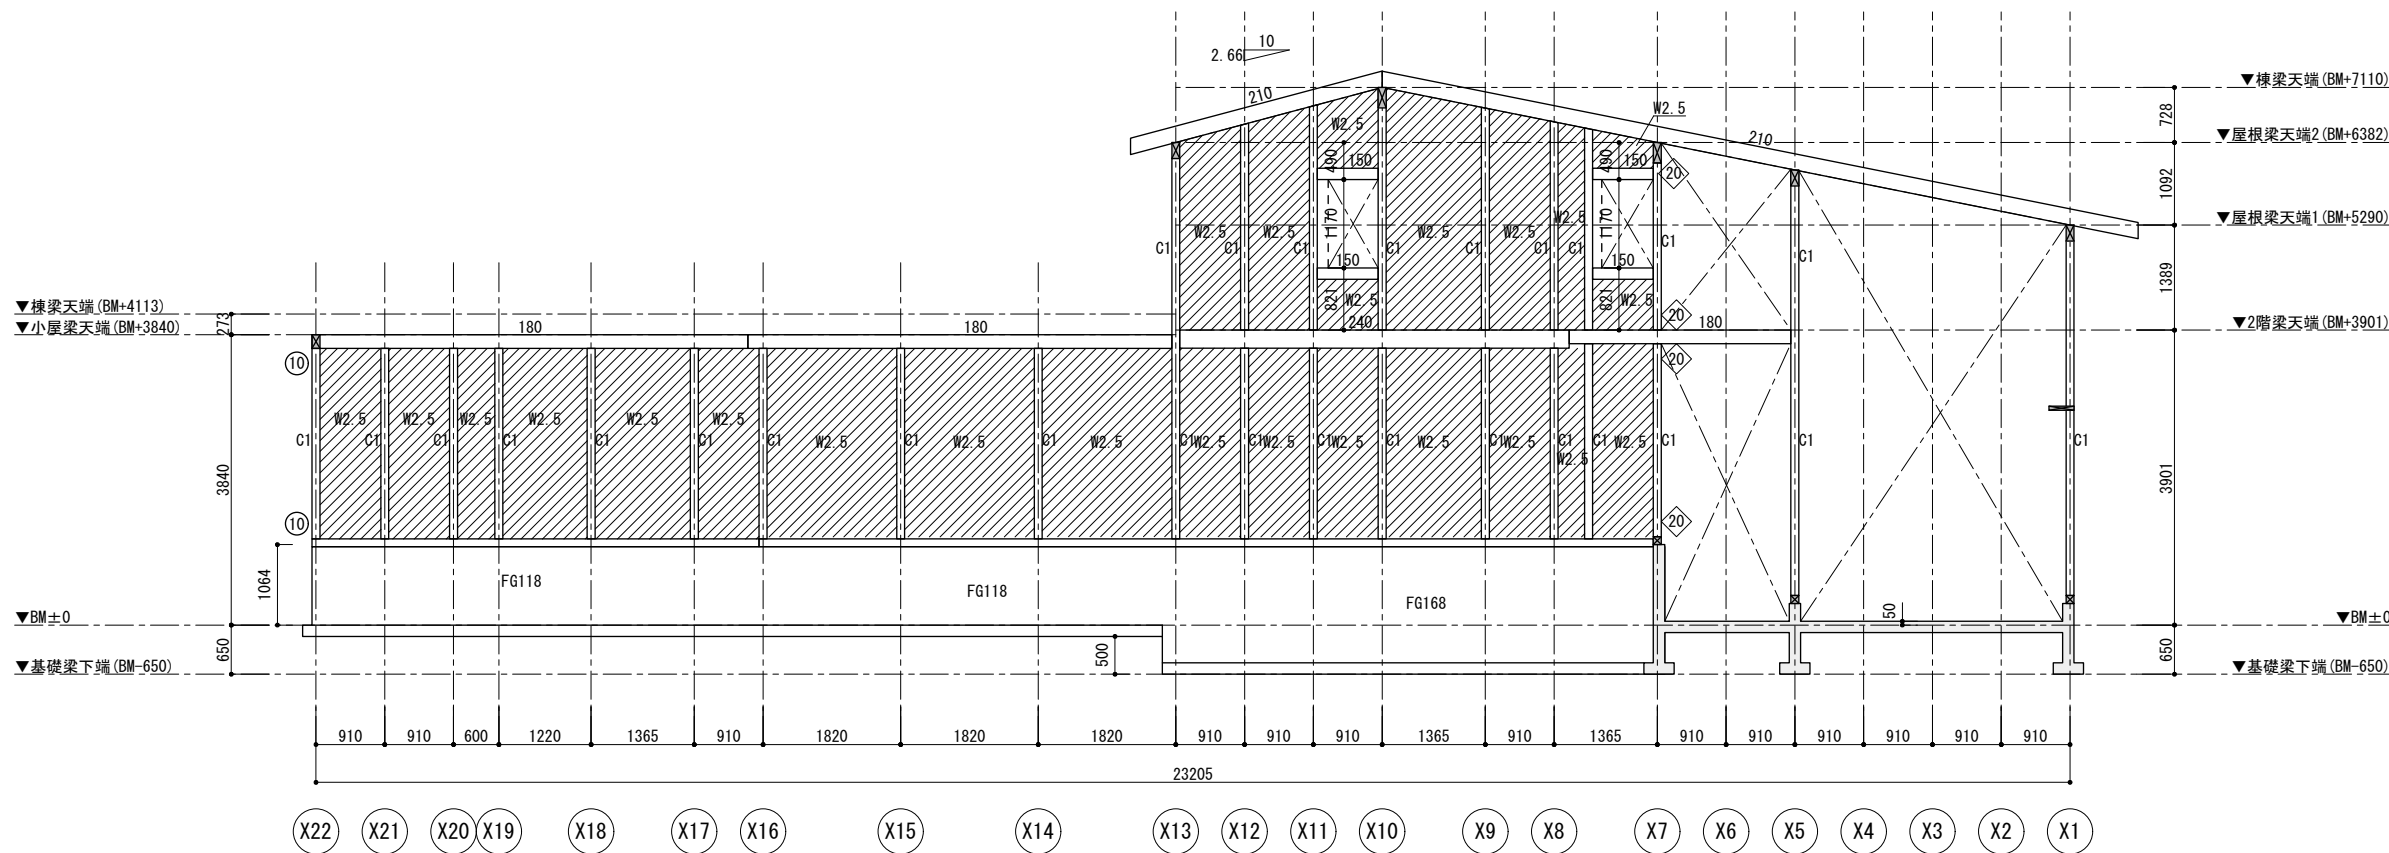 10
2.66
▼棟梁天端(BM+7110)
210
W2.5
728
W2.5
210
▼屋根梁天端2(BM+6382)
490
150
490
150
20
1092
1170
W2.5
1170
▼屋根梁天端1(BM+5290)
C1
W2.5
C1
W2.5
C1
C1
W2.5
C1
W2.5
C1
C1
C1
C1
150
150
1389
821
W2.5
821
W2.5
20
▼棟梁天端(BM+4113)
273
▼小屋梁天端(BM+3840)
180
180
240
180
▼2階梁天端(BM+3901)
10
20
W2.5
W2.5
W2.5
W2.5
W2.5
W2.5
C1
C1
C1
C1
C1
C1
C1
W2.5
C1
W2.5
C1
W2.5
C1
W2.5
C1
W2.5
C1
W2.5
C1
W2.5
C1
W2.5
C1
W2.5
C1
W2.5
C1
C1
C1
3840
3901
10
20
1064
FG118
FG118
FG168
50
▼BM±0
▼BM±0
650
500
650
▼基礎梁下端(BM-650)
▼基礎梁下端(BM-650)
910
910
600
1220
1365
910
1820
1820
1820
910
910
910
1365
910
1365
910
910
910
910
910
910
23205
X22
X21
X20
X19
X18
X17
X16
X15
X14
X13
X12
X11
X10
X9
X8
X7
X6
X5
X4
X3
X2
X1